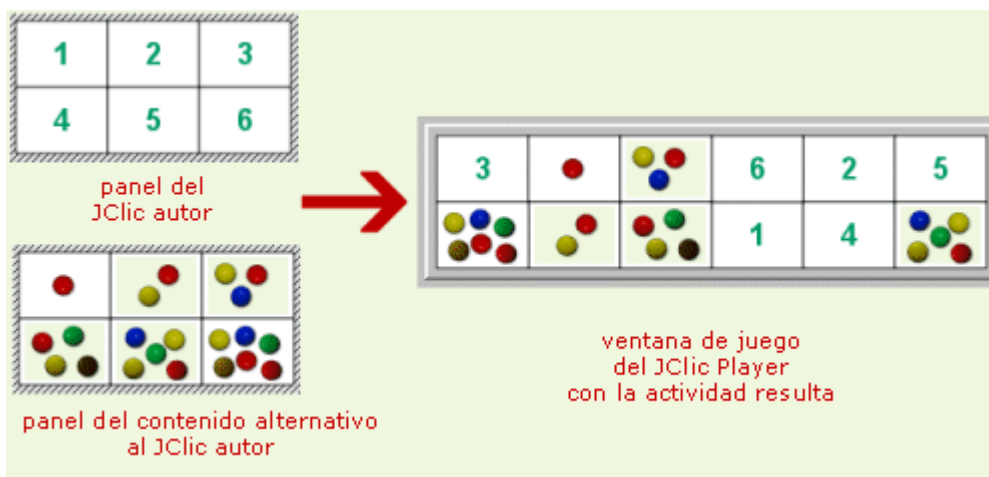 1 2 3
4 5 6
panel del
JClic autor
panel del contenido alternativo
al JClic autor
3 6 2 5
1 4
ventana de juego
del JClic Player
con la actividad resulta